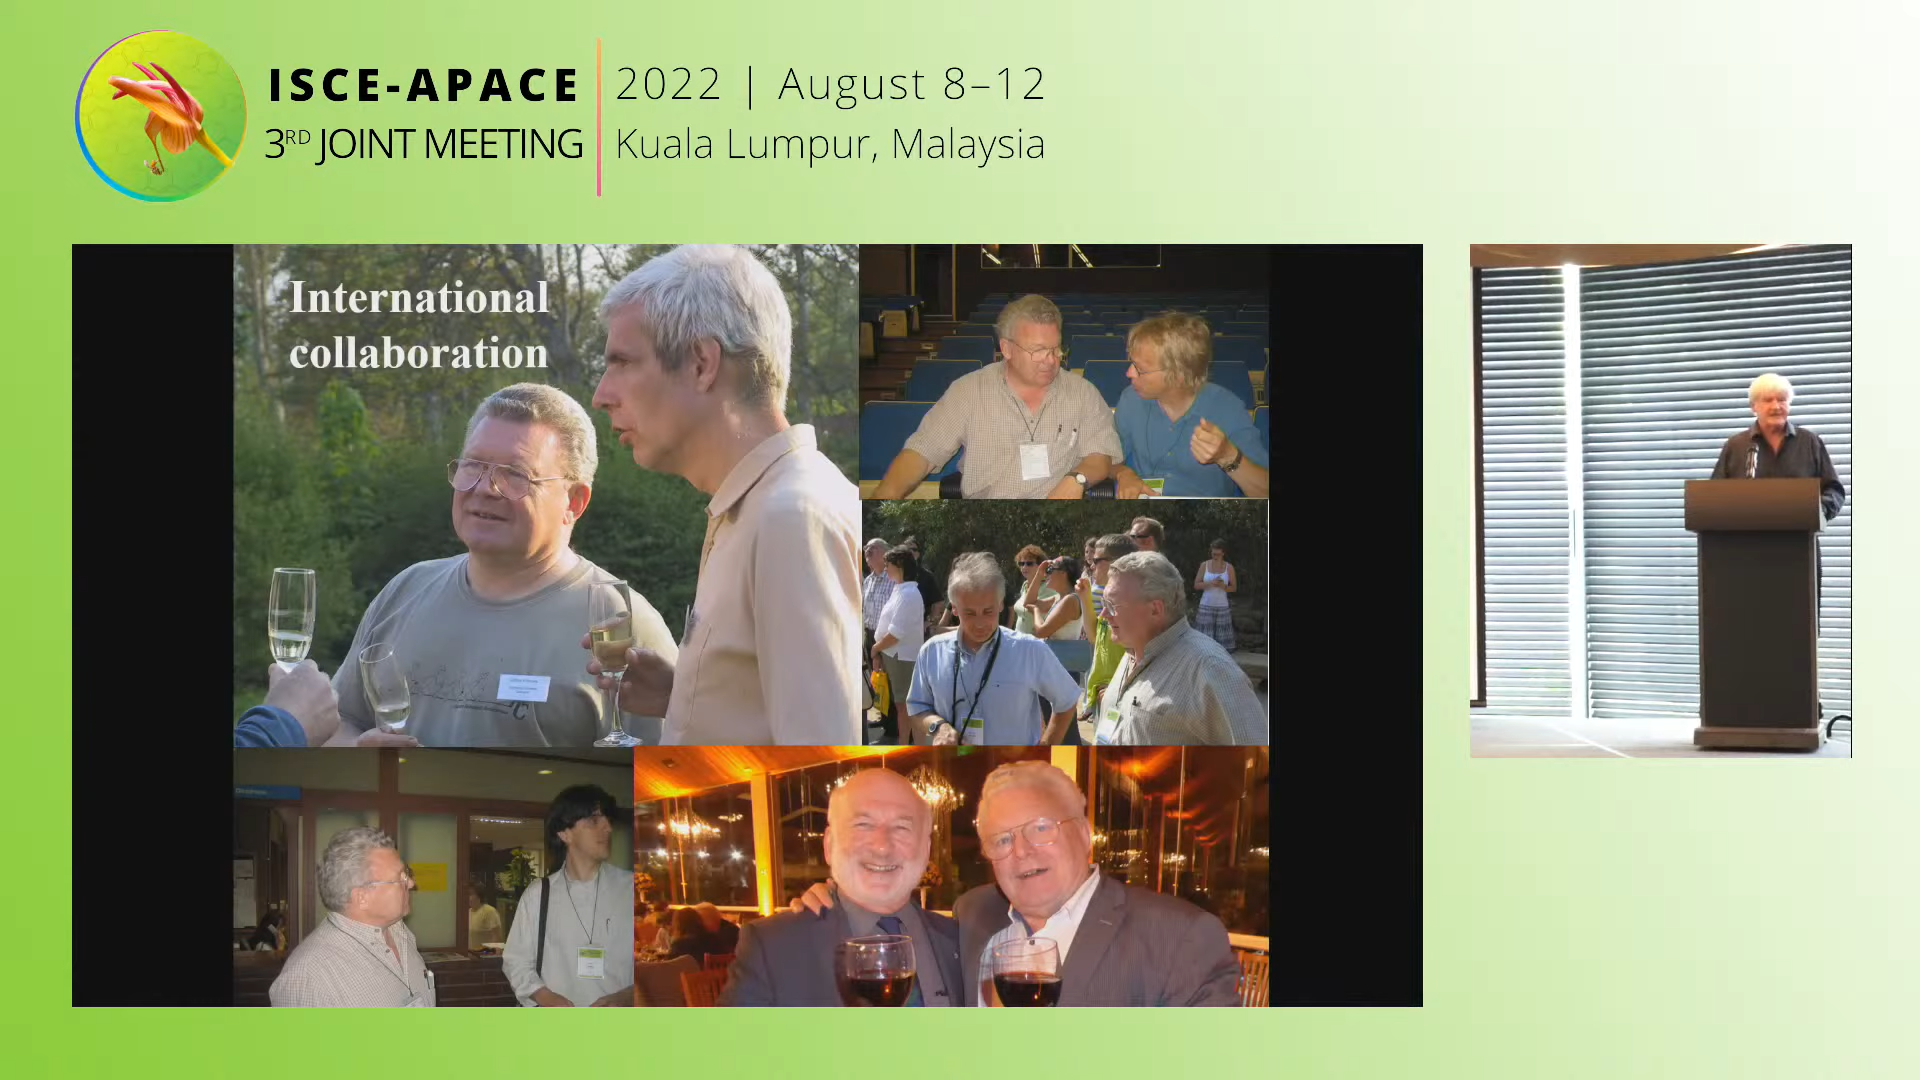 ISCE-APACE
3RD JOINT MEETING
2022 | August 8–12
Kuala Lumpur, Malaysia
International
collaboration